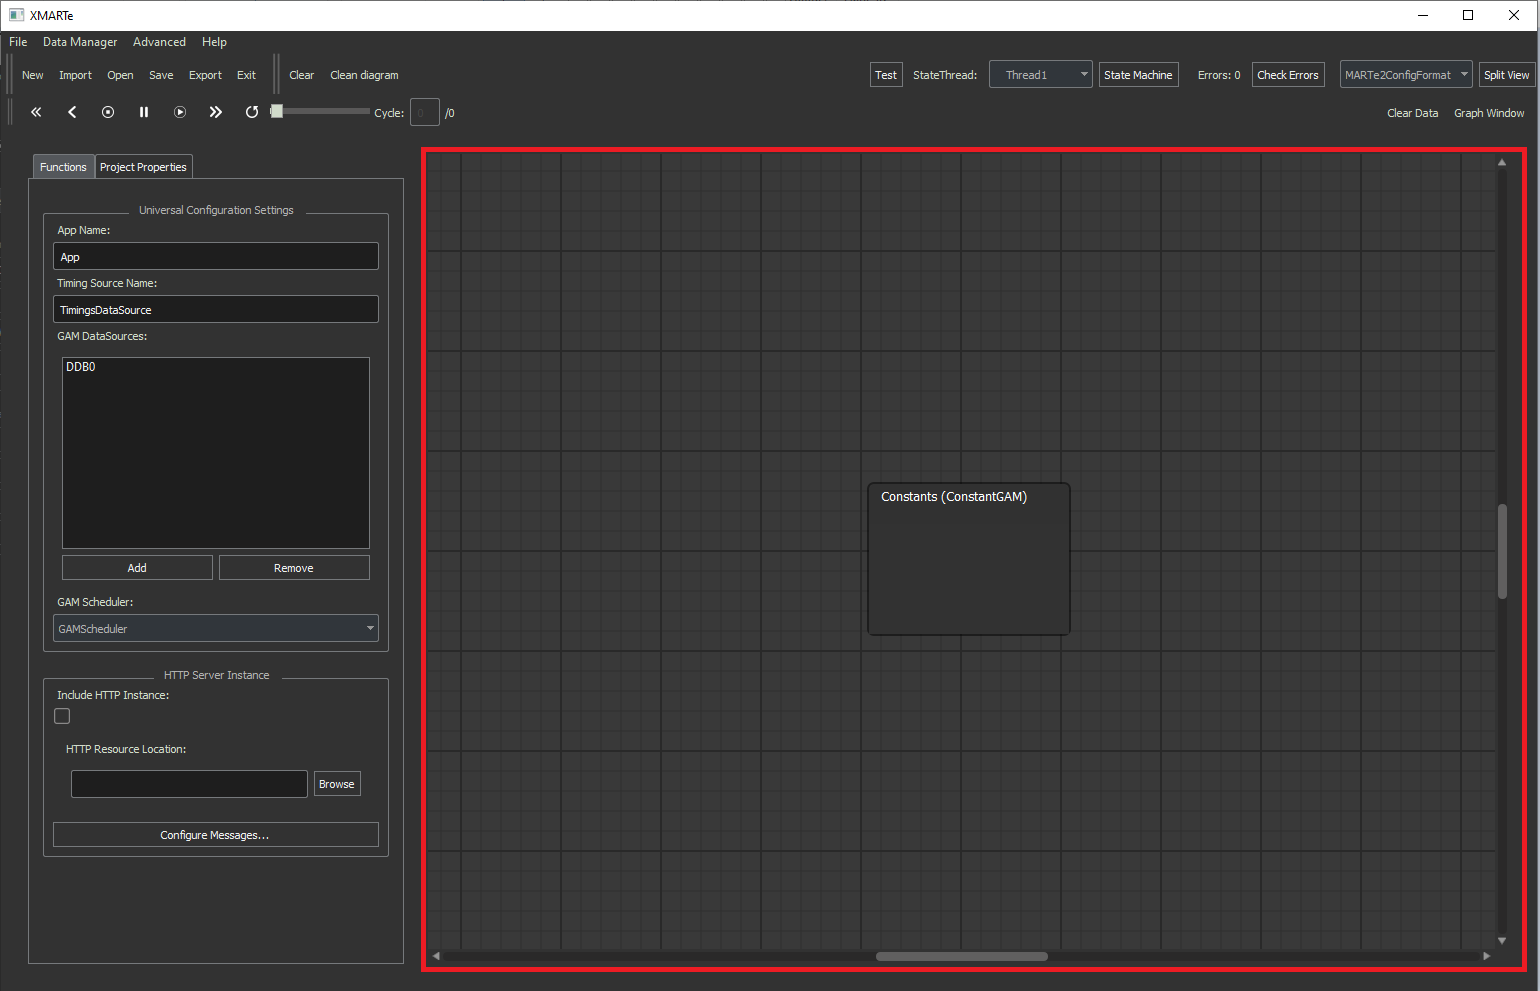 XMARTe
File Data Manager Advanced Help
New Import Open Save Export Exit Clear Clean diagram Test StateThread: Thread1 State Machine Errors: 0 Check Errors MARTe2ConfigFormat Split View
Cycle: 0 /0 Clear Data Graph Window
Functions Project Properties
Universal Configuration Settings
App Name:
App
Timing Source Name:
TimingsDataSource
GAM DataSources:
DDB0
Add Remove
GAM Scheduler:
GAMScheduler
HTTP Server Instance
Include HTTP Instance:
HTTP Resource Location:
Browse
Configure Messages...
Constants (ConstantGAM)